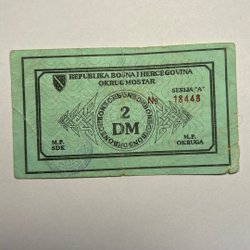 REPUBLIKA BOSNA I HERCEGOVINA
OKRUG MOSTAR
SERIJA "A"
№ 18448
2
DM
M.P.
SDK
M.P.
OKRUGA